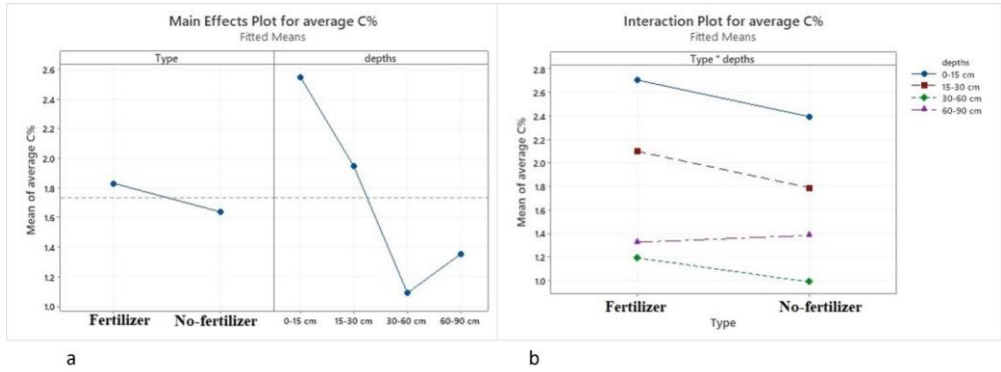 Main Effects Plot for average C%
Fitted Means
Type
depths
2.6
2.4
2.2
2.0
1.8
1.6
1.4
1.2
1.0
Mean of average C%
Fertilizer
No-fertilizer
0-15 cm
15-30 cm
30-60 cm
60-90 cm
a
Interaction Plot for average C%
Fitted Means
Type * depths
2.8
2.6
2.4
2.2
2.0
1.8
1.6
1.4
1.2
1.0
Mean of average C%
Fertilizer
No-fertilizer
Type
depths
0-15 cm
15-30 cm
30-60 cm
60-90 cm
b